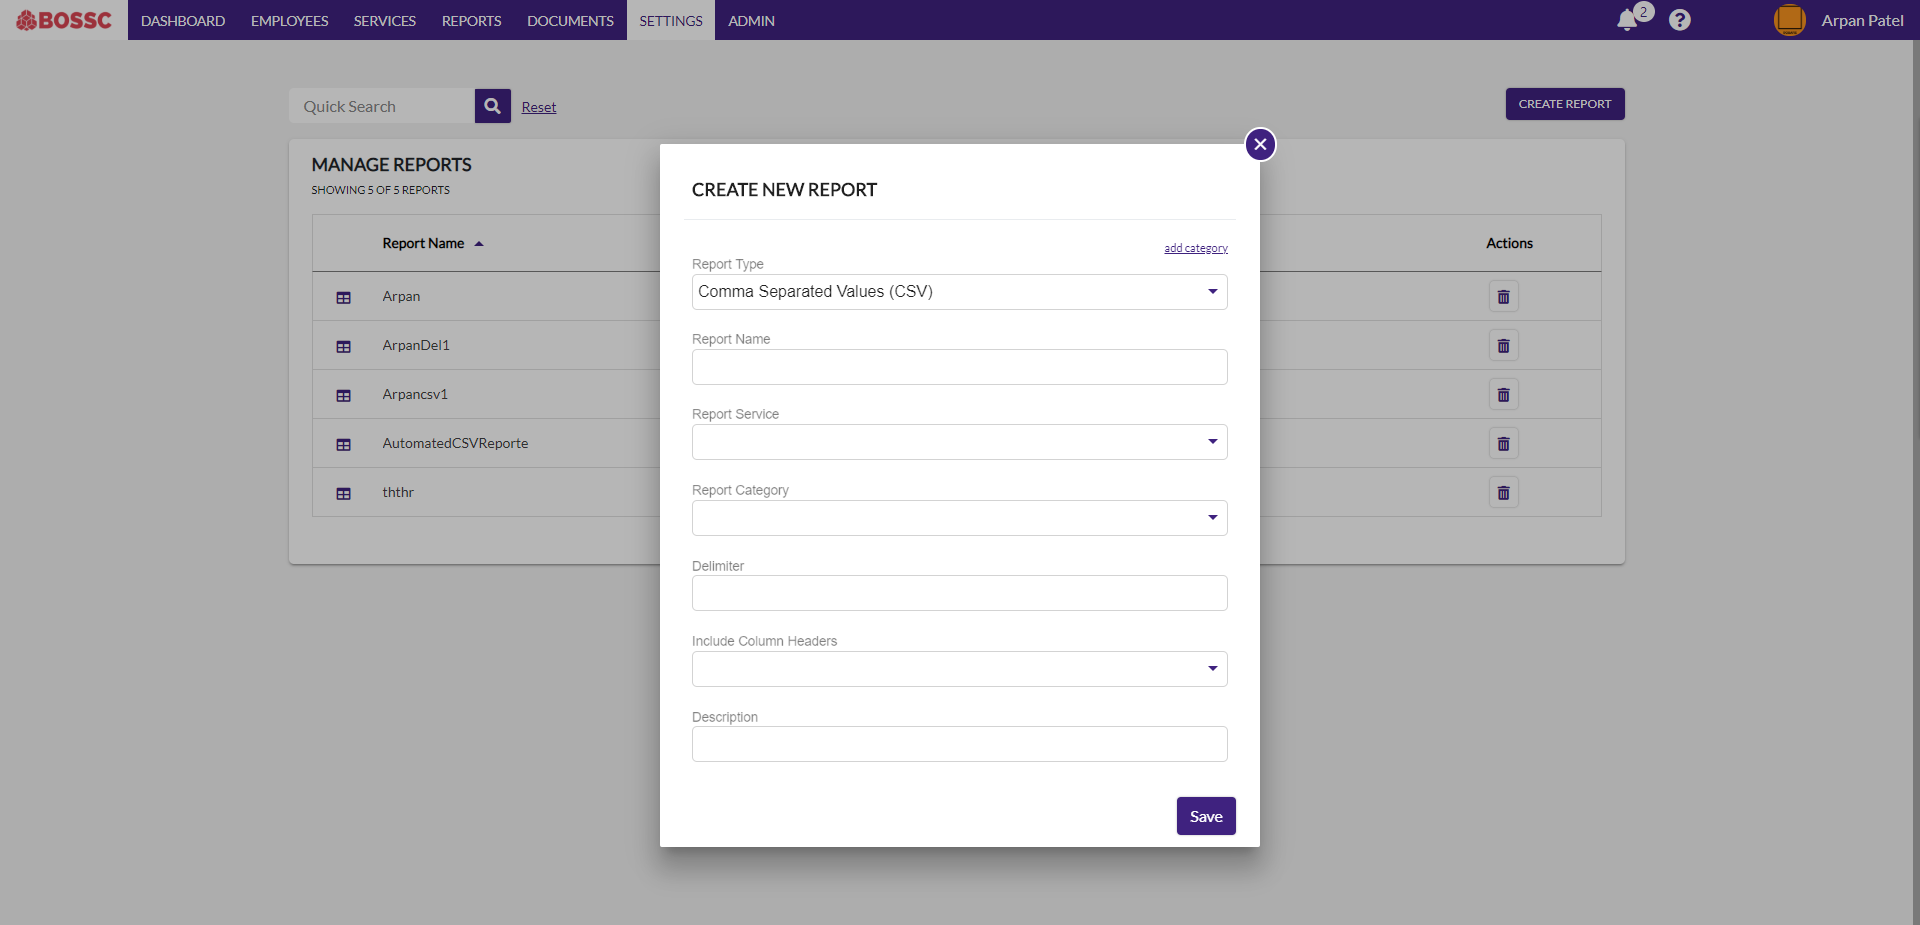 BOSSC
DASHBOARD EMPLOYEES SERVICES REPORTS DOCUMENTS SETTINGS ADMIN
2
?
Arpan Patel
Quick Search
Reset
CREATE REPORT
MANAGE REPORTS
SHOWING 5 OF 5 REPORTS
Report Name
Actions
Arpan
ArpanDel1
Arpancsv1
AutomatedCSVReporte
ththr
CREATE NEW REPORT
add category
Report Type
Comma Separated Values (CSV)
Report Name
Report Service
Report Category
Delimiter
Include Column Headers
Description
Save